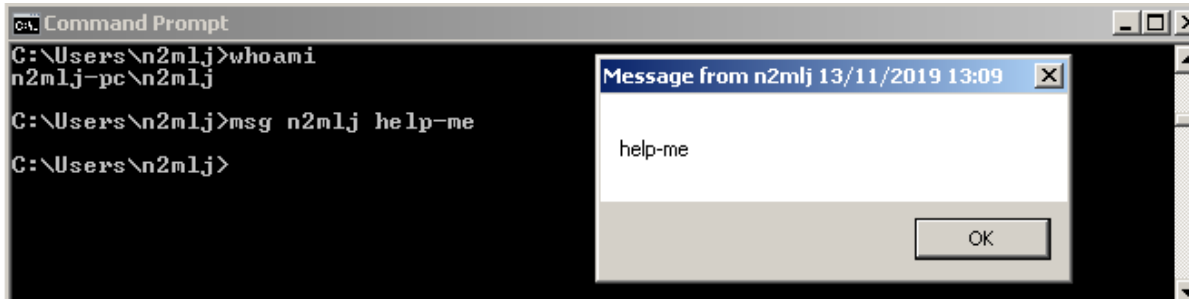 Command Prompt
C:\Users\n2mlj>whoami
n2mlj-pc\n2mlj
C:\Users\n2mlj>msg n2mlj help-me
C:\Users\n2mlj>
Message from n2mlj 13/11/2019 13:09
help-me
OK